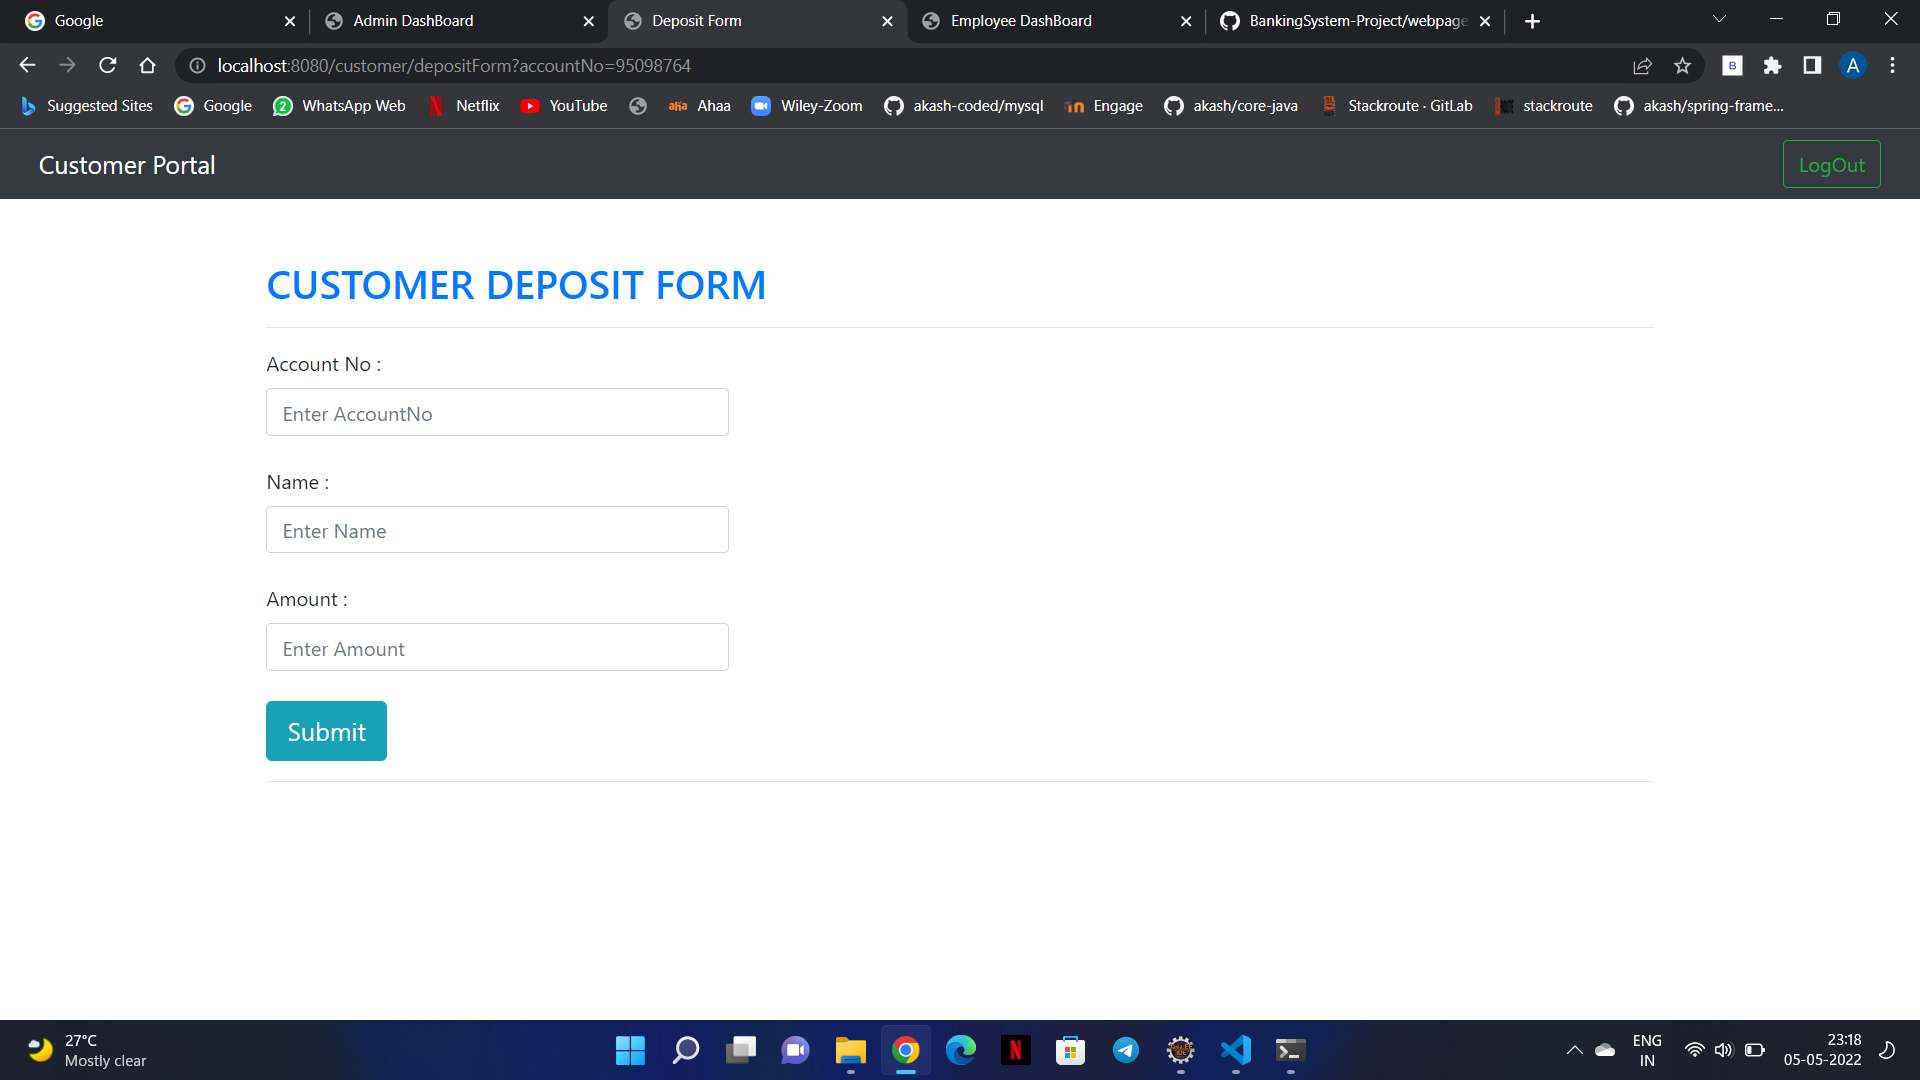 Google
Admin DashBoard
Deposit Form
Employee DashBoard
BankingSystem-Project/webpage
localhost:8080/customer/depositForm?accountNo=95098764
B
A
Suggested Sites
Google
2
WhatsApp Web
Netflix
YouTube
aha
Ahaa
Wiley-Zoom
akash-coded/mysql
Engage
akash/core-java
Stackroute · GitLab
stackroute
akash/spring-frame...
Customer Portal
LogOut
CUSTOMER DEPOSIT FORM
Account No :
Enter AccountNo
Name :
Enter Name
Amount :
Enter Amount
Submit
27°C
Mostly clear
N
ENG
IN
23:18
05-05-2022